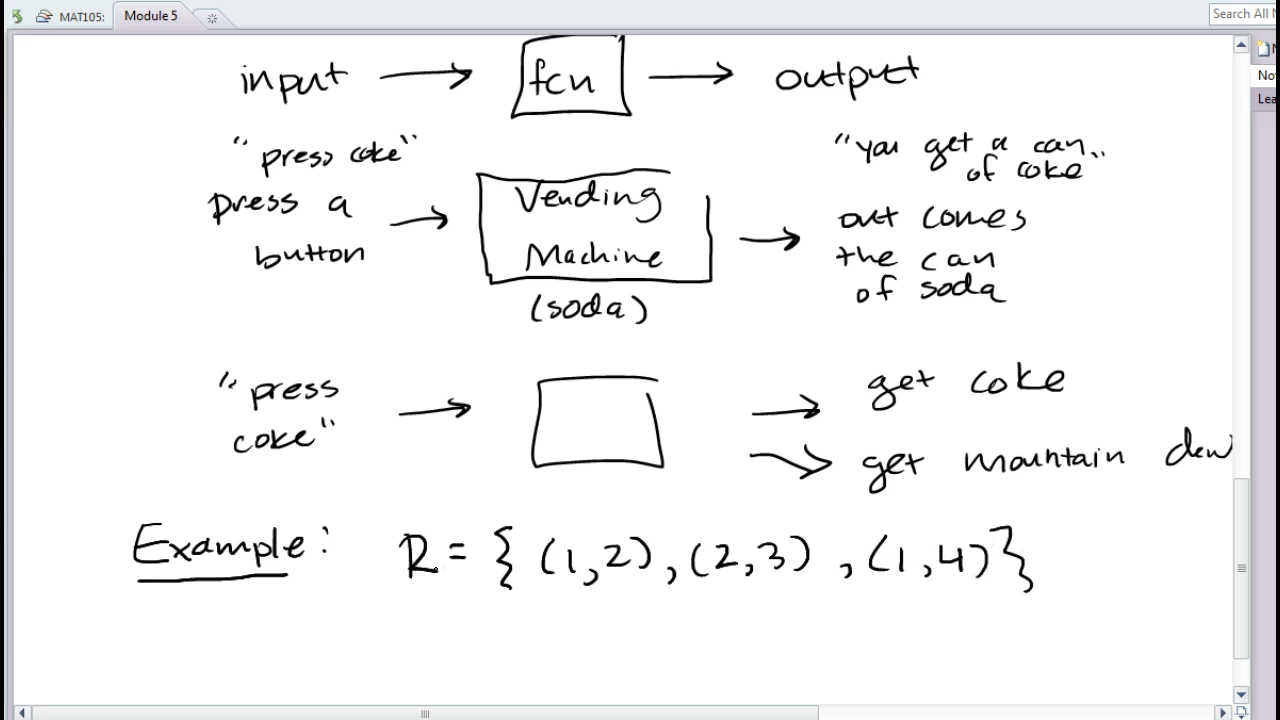 MAT105:
Module 5
Search All N
input → fcn → output
"press coke"
"you get a can
of coke"
press a
button
Vending
Machine
(soda)
out comes
the can
of soda
"press
coke"
get coke
get mountain dew
Example: R = { (1,2), (2,3), (1,4) }
No
Lea